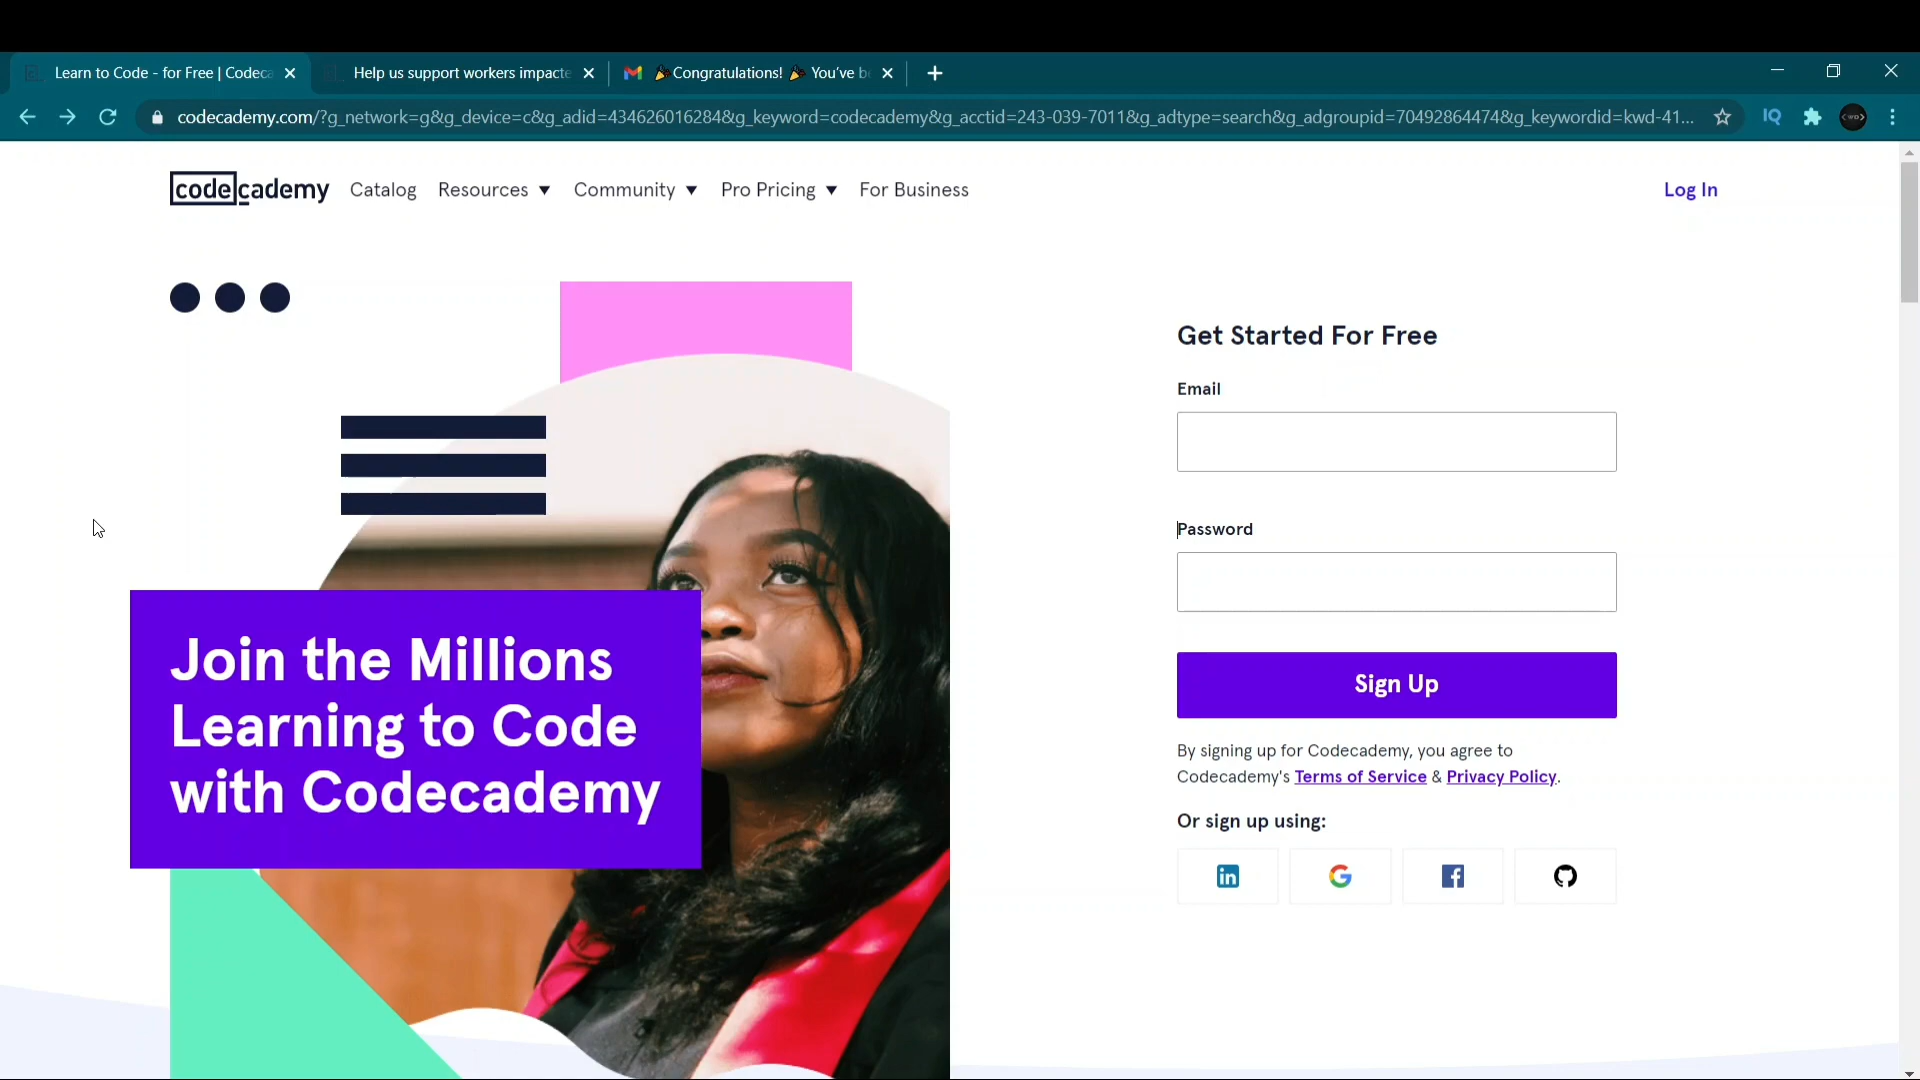 Learn to Code - for Free | Codeca
Help us support workers impacte
Congratulations! You've b
codecademy.com/?g_network=g&g_device=c&g_adid=434626016284&g_keyword=codecademy&g_acctid=243-039-7011&g_adtype=search&g_adgroupid=70492864474&g_keywordid=kwd-41...
IQ
codecademy
Catalog
Resources
Community
Pro Pricing
For Business
Log In
Get Started For Free
Email
Password
Join the Millions
Learning to Code
with Codecademy
Sign Up
By signing up for Codecademy, you agree to
Codecademy's Terms of Service & Privacy Policy.
Or sign up using: